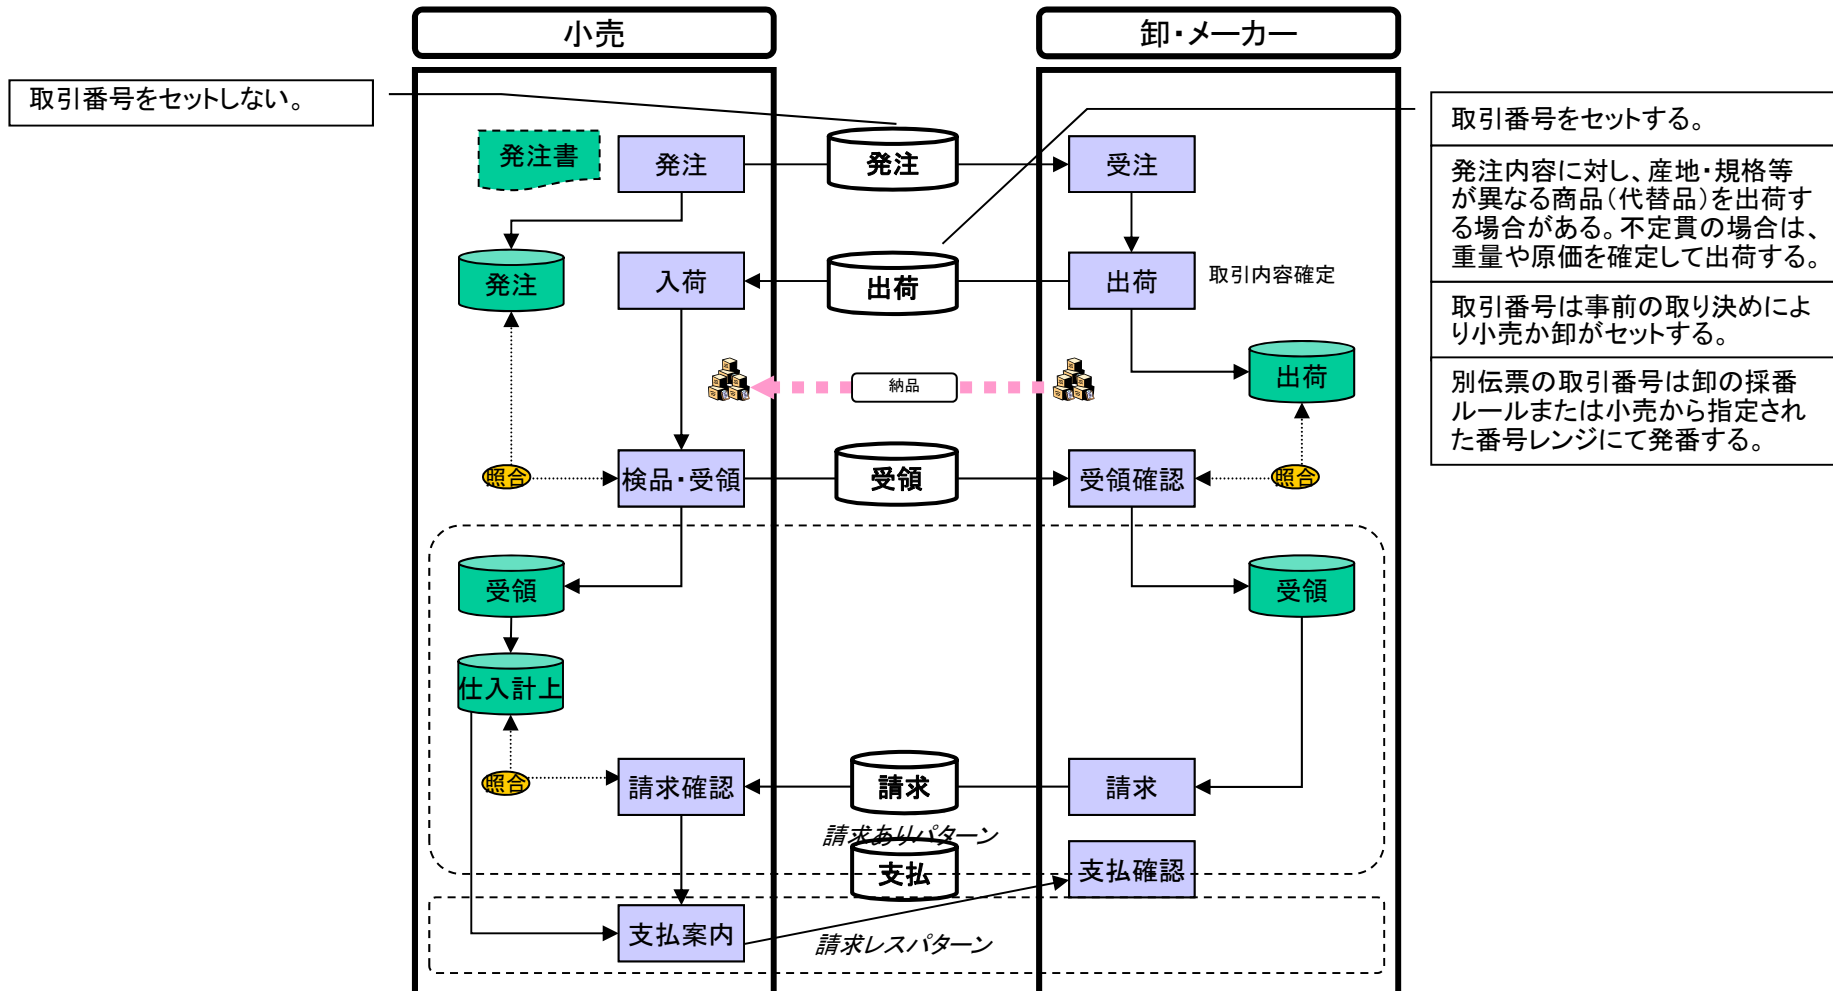 小売
卸・メーカー
取引番号をセットしない。
取引番号をセットする。
発注内容に対し、産地・規格等
が異なる商品（代替品）を出荷す
る場合がある。不定貫の場合は、
重量や原価を確定して出荷する。
取引番号は事前の取り決めによ
り小売か卸がセットする。
別伝票の取引番号は卸の採番
ルールまたは小売から指定され
た番号レンジにて発番する。
発注書
発注
発注
受注
発注
入荷
出荷
出荷
取引内容確定
出荷
納品
照合
検品・受領
受領
受領確認
照合
受領
受領
仕入計上
照合
請求確認
請求
請求
請求ありパターン
支払
支払確認
支払案内
請求レスパターン